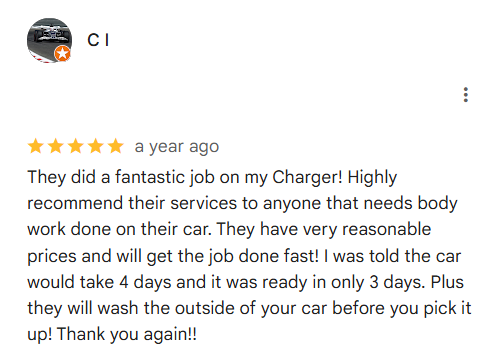 C I
a year ago
They did a fantastic job on my Charger! Highly
recommend their services to anyone that needs body
work done on their car. They have very reasonable
prices and will get the job done fast! I was told the car
would take 4 days and it was ready in only 3 days. Plus
they will wash the outside of your car before you pick it
up! Thank you again!!